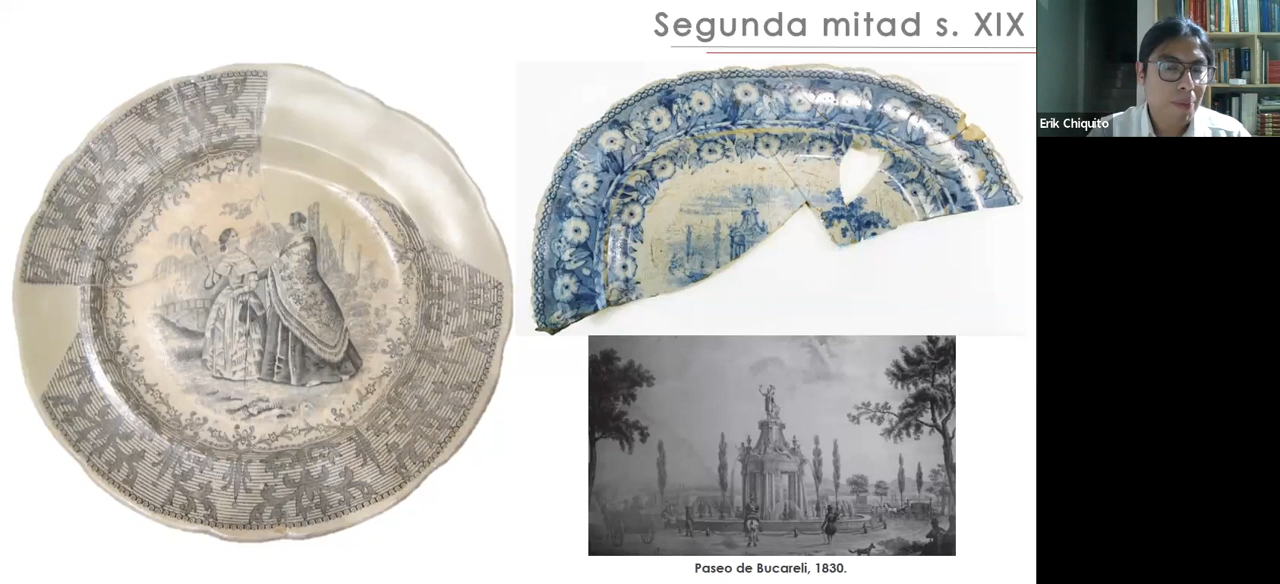 Segunda mitad s. XIX
Erik Chiquito
Paseo de Bucareli, 1830.